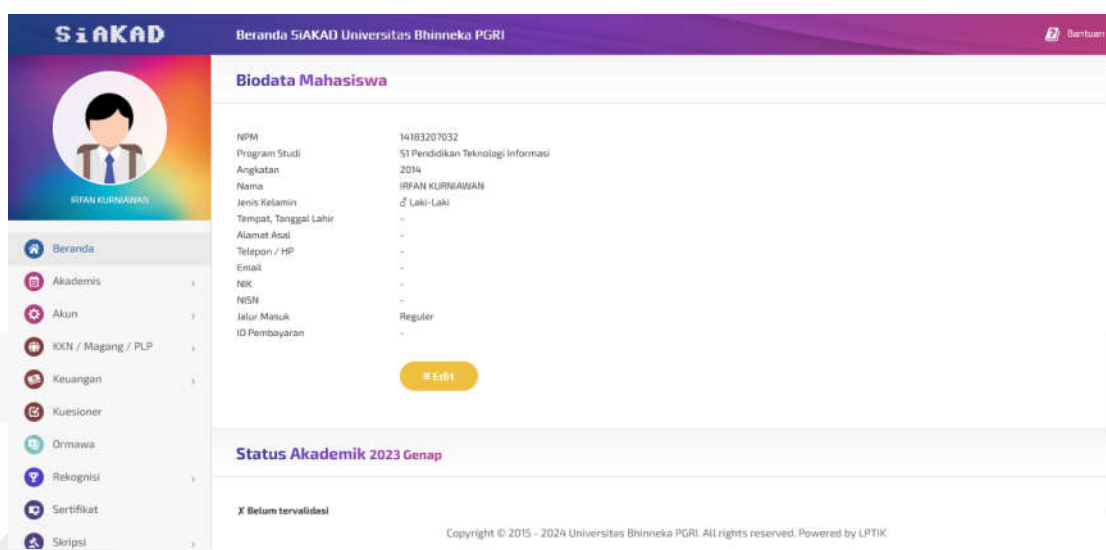 SiAKAD
Beranda SiAKAD Universitas Bhinneka PGRI
Bantuan
IRFAN KURNIAWAN
Beranda
Akademis
Akun
KKN / Magang / PLP
Keuangan
Kuesioner
Ormawa
Rekognisi
Sertifikat
Skripsi
Biodata Mahasiswa
NPM 14183207032
Program Studi S1 Pendidikan Teknologi Informasi
Angkatan 2014
Nama IRFAN KURNIAWAN
Jenis Kelamin ♂ Laki-Laki
Tempat, Tanggal Lahir -
Alamat Asal -
Telepon / HP -
Email -
NIK -
NISN -
Jalur Masuk Reguler
ID Pembayaran -
≡ Edit
Status Akademik 2023 Genap
✗ Belum tervalidasi
Copyright © 2015 - 2024 Universitas Bhinneka PGRI. All rights reserved. Powered by LPTIK